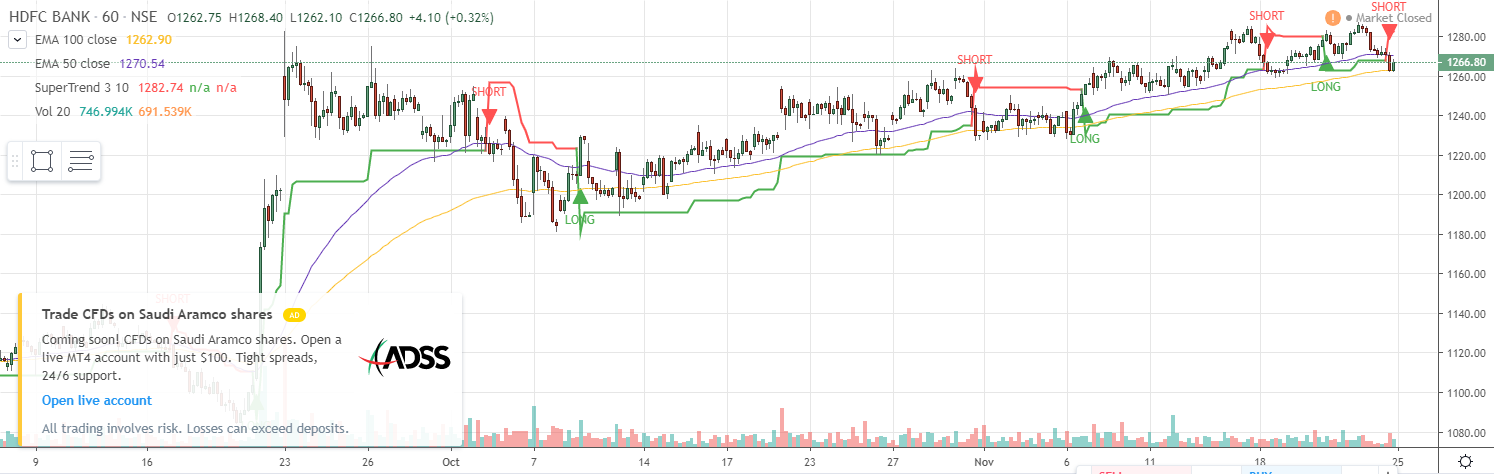 HDFC BANK · 60 · NSE O1262.75 H1268.40 L1262.10 C1266.80 +4.10 (+0.32%)
EMA 100 close 1262.90
EMA 50 close 1270.54
SuperTrend 3 10 1282.74 n/a n/a
Vol 20 746.994K 691.539K
SHORT
! Market Closed
SHORT
SHORT
SHORT
LONG
LONG
LONG
SHORT
1280.00
1266.80
1260.00
1240.00
1220.00
1200.00
1180.00
1160.00
1140.00
1120.00
1100.00
1080.00
Trade CFDs on Saudi Aramco shares AD
Coming soon! CFDs on Saudi Aramco shares. Open a
live MT4 account with just $100. Tight spreads,
24/6 support.
ADSS
Open live account
All trading involves risk. Losses can exceed deposits.
9 16 23 26 Oct 7 14 21 27 Nov 6 11 18 25